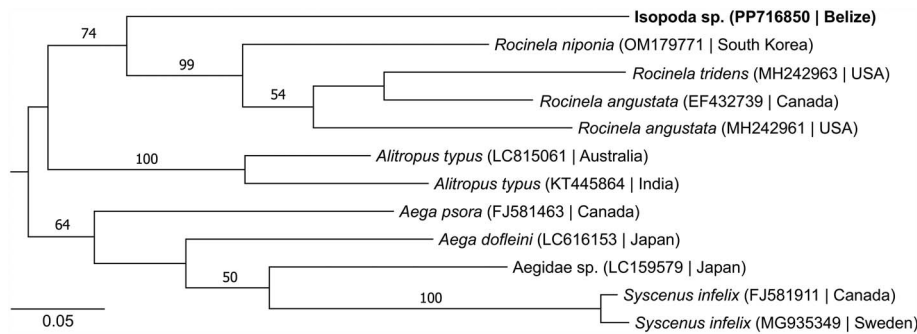 Isopoda sp. (PP716850 | Belize)
74
Rocinela niponia (OM179771 | South Korea)
99
Rocinela tridens (MH242963 | USA)
54
Rocinela angustata (EF432739 | Canada)
Rocinela angustata (MH242961 | USA)
Alitropus typus (LC815061 | Australia)
100
Alitropus typus (KT445864 | India)
Aega psora (FJ581463 | Canada)
64
Aega dofleini (LC616153 | Japan)
Aegidae sp. (LC159579 | Japan)
50
Syscenus infelix (FJ581911 | Canada)
100
Syscenus infelix (MG935349 | Sweden)
0.05